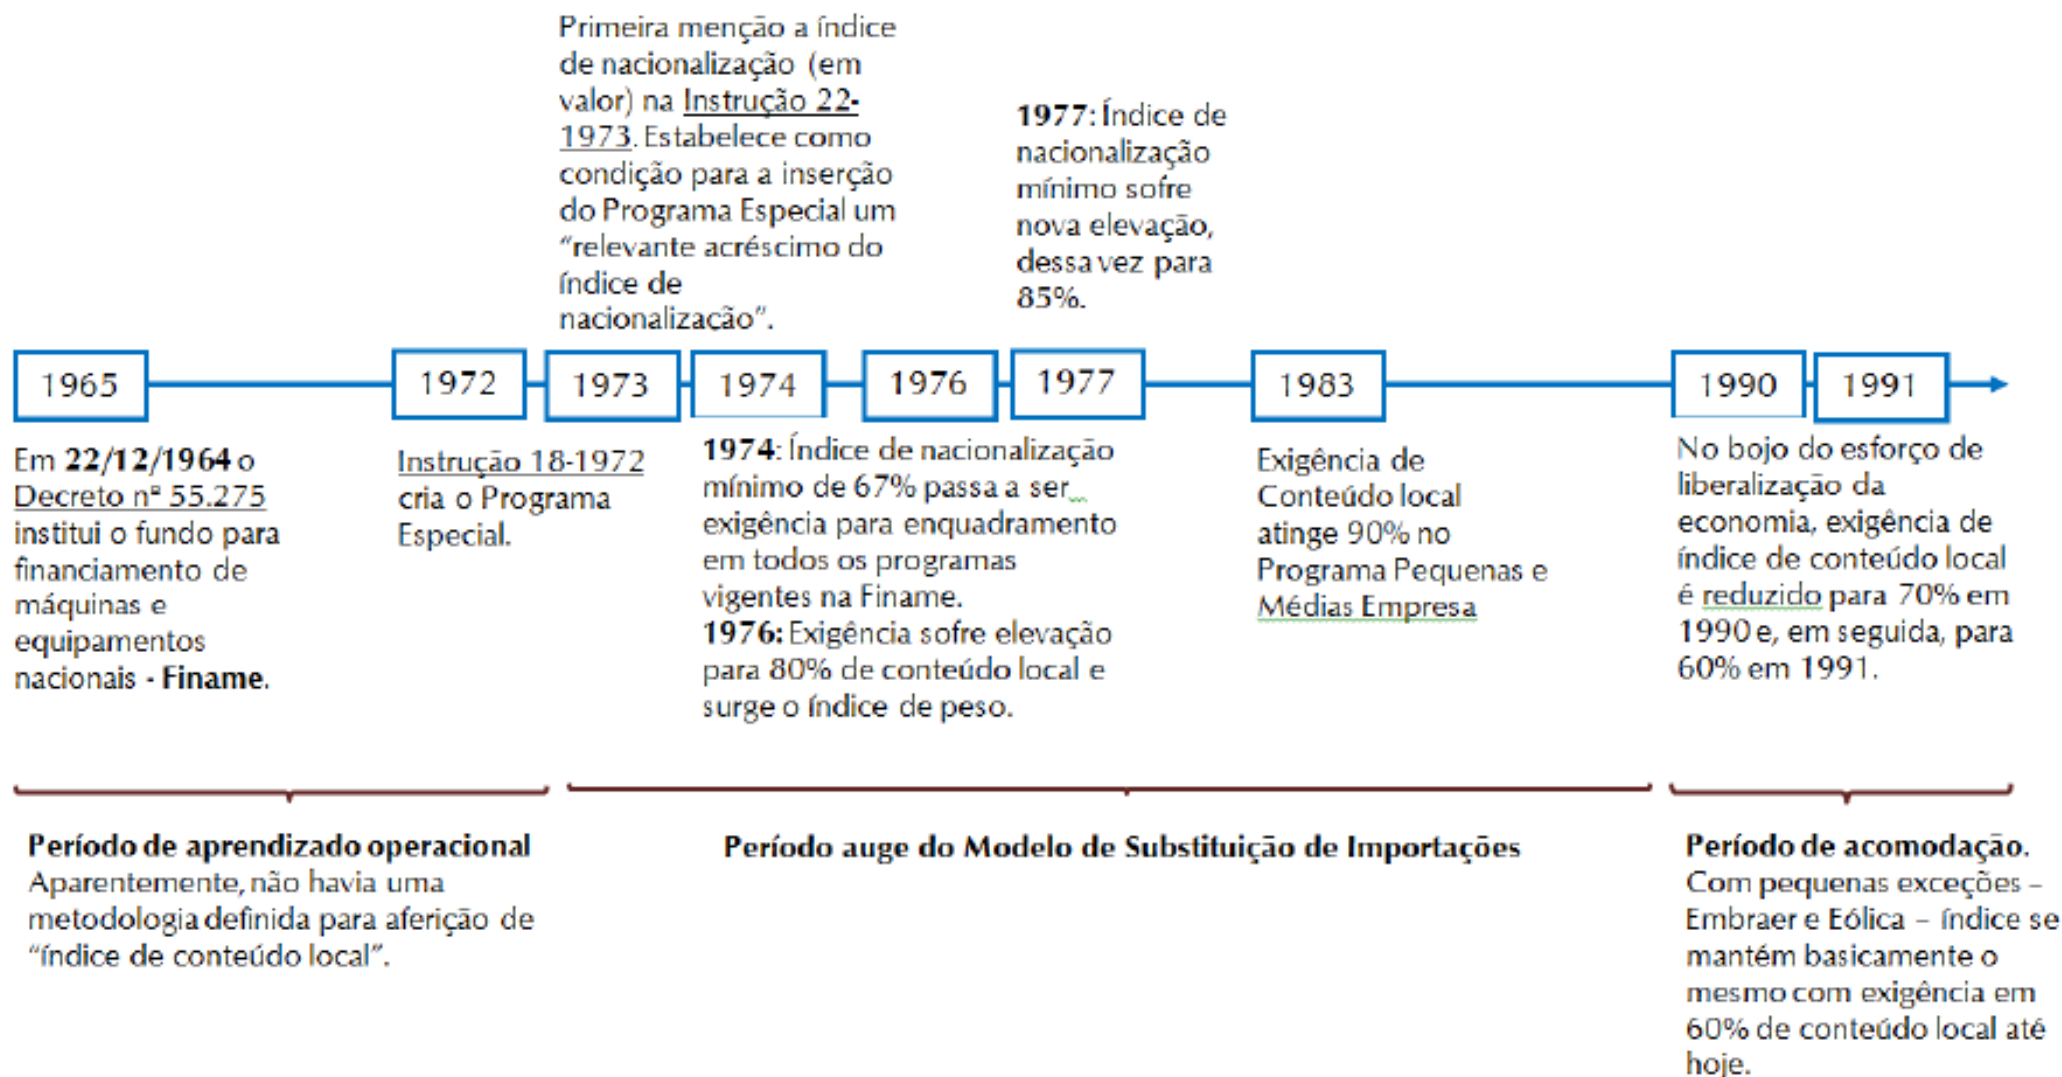 Primeira menção a índice
de nacionalização (em
valor) na Instrução 22-
1973. Estabelece como
condição para a inserção
do Programa Especial um
“relevante acréscimo do
índice de
nacionalização”.
1977: Índice de
nacionalização
mínimo sofre
nova elevação,
dessa vez para
85%.
1965
1972
1973
1974
1976
1977
1983
1990
1991
Em 22/12/1964 o
Decreto nº 55.275
institui o fundo para
financiamento de
máquinas e
equipamentos
nacionais - Finame.
Instrução 18-1972
cria o Programa
Especial.
1974: Índice de nacionalização
mínimo de 67% passa a ser
exigência para enquadramento
em todos os programas
vigentes na Finame.
1976: Exigência sofre elevação
para 80% de conteúdo local e
surge o índice de peso.
Exigência de
Conteúdo local
atinge 90% no
Programa Pequenas e
Médias Empresa
No bojo do esforço de
liberalização da
economia, exigência de
índice de conteúdo local
é reduzido para 70% em
1990 e, em seguida, para
60% em 1991.
Período de aprendizado operacional
Aparentemente, não havia uma
metodologia definida para aferição de
“índice de conteúdo local”.
Período auge do Modelo de Substituição de Importações
Período de acomodação.
Com pequenas exceções –
Embraer e Eólica – índice se
mantém basicamente o
mesmo com exigência em
60% de conteúdo local até
hoje.